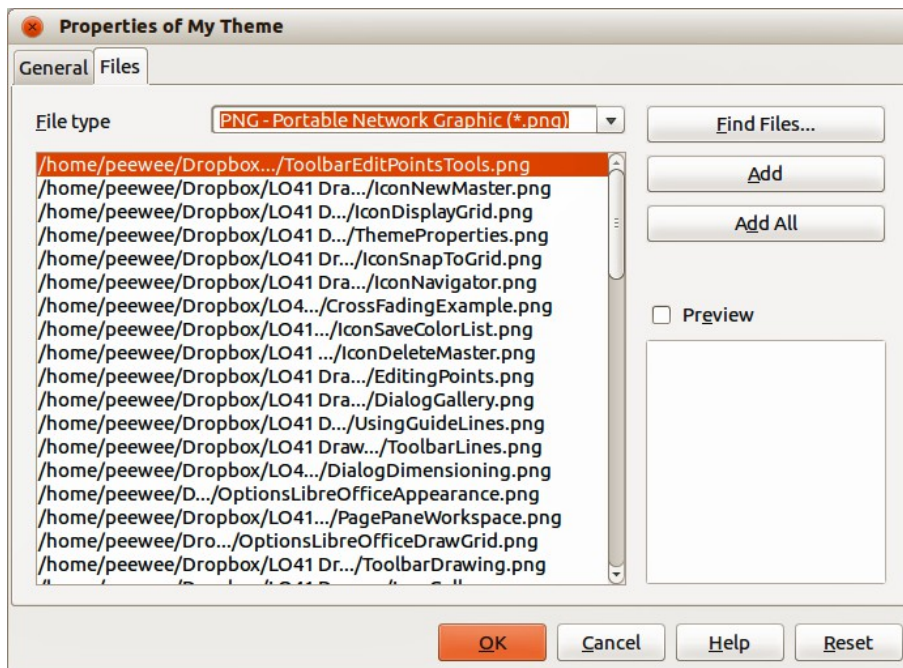 Properties of My Theme
General Files
File type PNG - Portable Network Graphic (*.png) Find Files...
/home/peewee/Dropbox.../ToolbarEditPointsTools.png
Add
/home/peewee/Dropbox/LO41 Dra.../IconNewMaster.png
/home/peewee/Dropbox/LO41 D.../IconDisplayGrid.png
Add All
/home/peewee/Dropbox/LO41 D.../ThemeProperties.png
/home/peewee/Dropbox/LO41 Dr.../IconSnapToGrid.png
/home/peewee/Dropbox/LO41 Dra.../IconNavigator.png
/home/peewee/Dropbox/LO4.../CrossFadingExample.png
Preview
/home/peewee/Dropbox/LO41.../IconSaveColorList.png
/home/peewee/Dropbox/LO41 .../IconDeleteMaster.png
/home/peewee/Dropbox/LO41 Dra.../EditingPoints.png
/home/peewee/Dropbox/LO41 Dra.../DialogGallery.png
/home/peewee/Dropbox/LO41 D.../UsingGuideLines.png
/home/peewee/Dropbox/LO41 Draw.../ToolbarLines.png
/home/peewee/Dropbox/LO4.../DialogDimensioning.png
/home/peewee/D.../OptionsLibreOfficeAppearance.png
/home/peewee/Dropbox/LO41.../PagePaneWorkspace.png
/home/peewee/Dro.../OptionsLibreOfficeDrawGrid.png
/home/peewee/Dropbox/LO41 Dr.../ToolbarDrawing.png
OK Cancel Help Reset